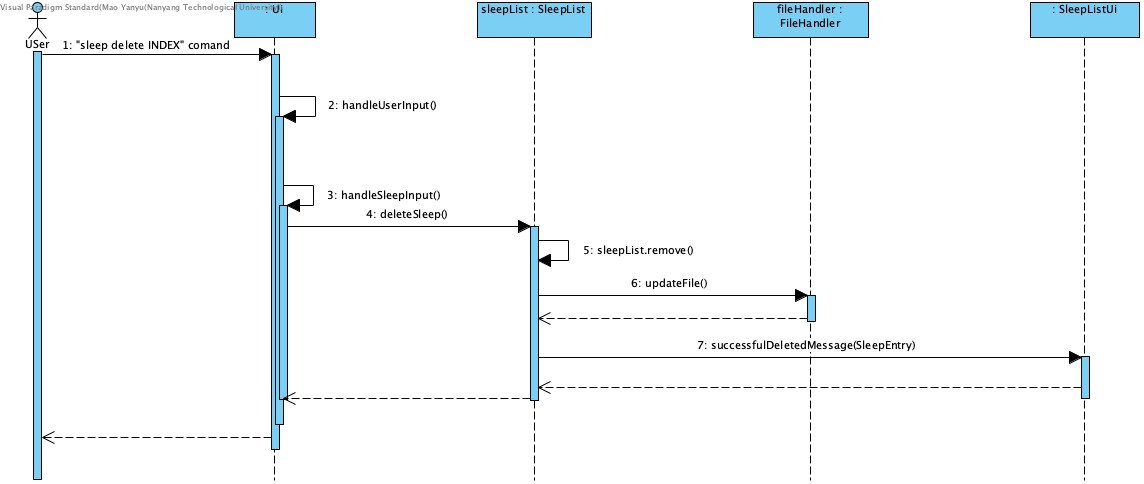 Visual Paradigm Standard(Mao Yanyu(Nanyang Technological University))
: Ui
sleepList : SleepList
fileHandler :
FileHandler
: SleepListUi
USer
1: "sleep delete INDEX" comand
2: handleUserInput()
3: handleSleepInput()
4: deleteSleep()
5: sleepList.remove()
6: updateFile()
7: successfulDeletedMessage(SleepEntry)